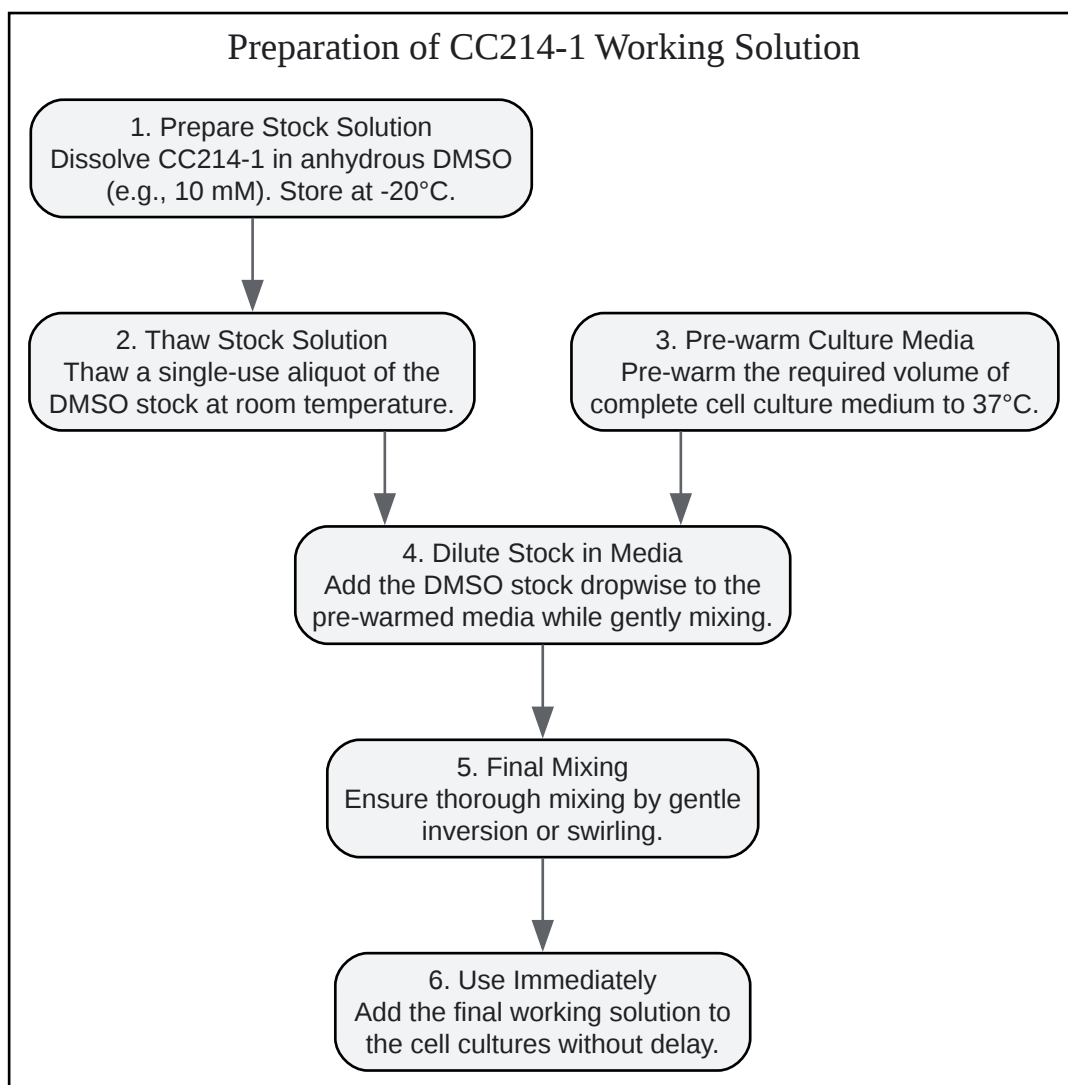 Preparation of CC214-1 Working Solution
1. Prepare Stock Solution
Dissolve CC214-1 in anhydrous DMSO
(e.g., 10 mM). Store at -20°C.
2. Thaw Stock Solution
Thaw a single-use aliquot of the
DMSO stock at room temperature.
3. Pre-warm Culture Media
Pre-warm the required volume of
complete cell culture medium to 37°C.
4. Dilute Stock in Media
Add the DMSO stock dropwise to the
pre-warmed media while gently mixing.
5. Final Mixing
Ensure thorough mixing by gentle
inversion or swirling.
6. Use Immediately
Add the final working solution to
the cell cultures without delay.